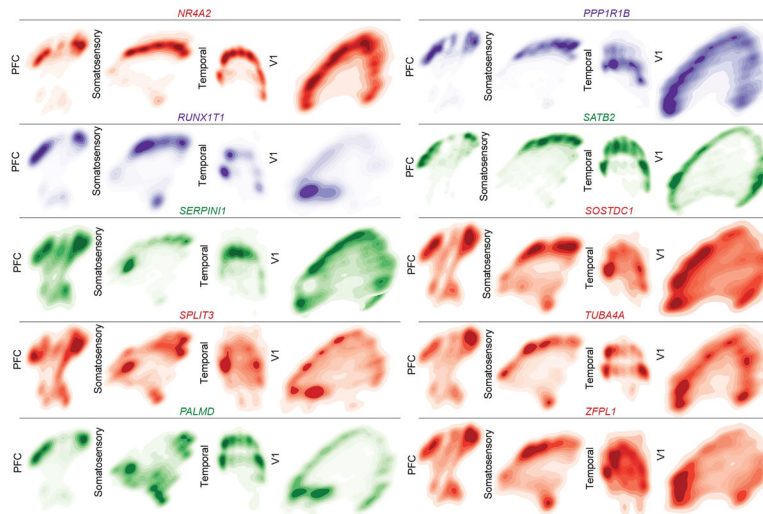 NR4A2
PFC
Somatosensory
Temporal
V1
PPP1R1B
PFC
Somatosensory
Temporal
V1
RUNX1T1
PFC
Somatosensory
Temporal
V1
SATB2
PFC
Somatosensory
Temporal
V1
SERPINI1
PFC
Somatosensory
Temporal
V1
SOSTDC1
PFC
Somatosensory
Temporal
V1
SPLIT3
PFC
Somatosensory
Temporal
V1
TUBA4A
PFC
Somatosensory
Temporal
V1
PALMD
PFC
Somatosensory
Temporal
V1
ZFPL1
PFC
Somatosensory
Temporal
V1